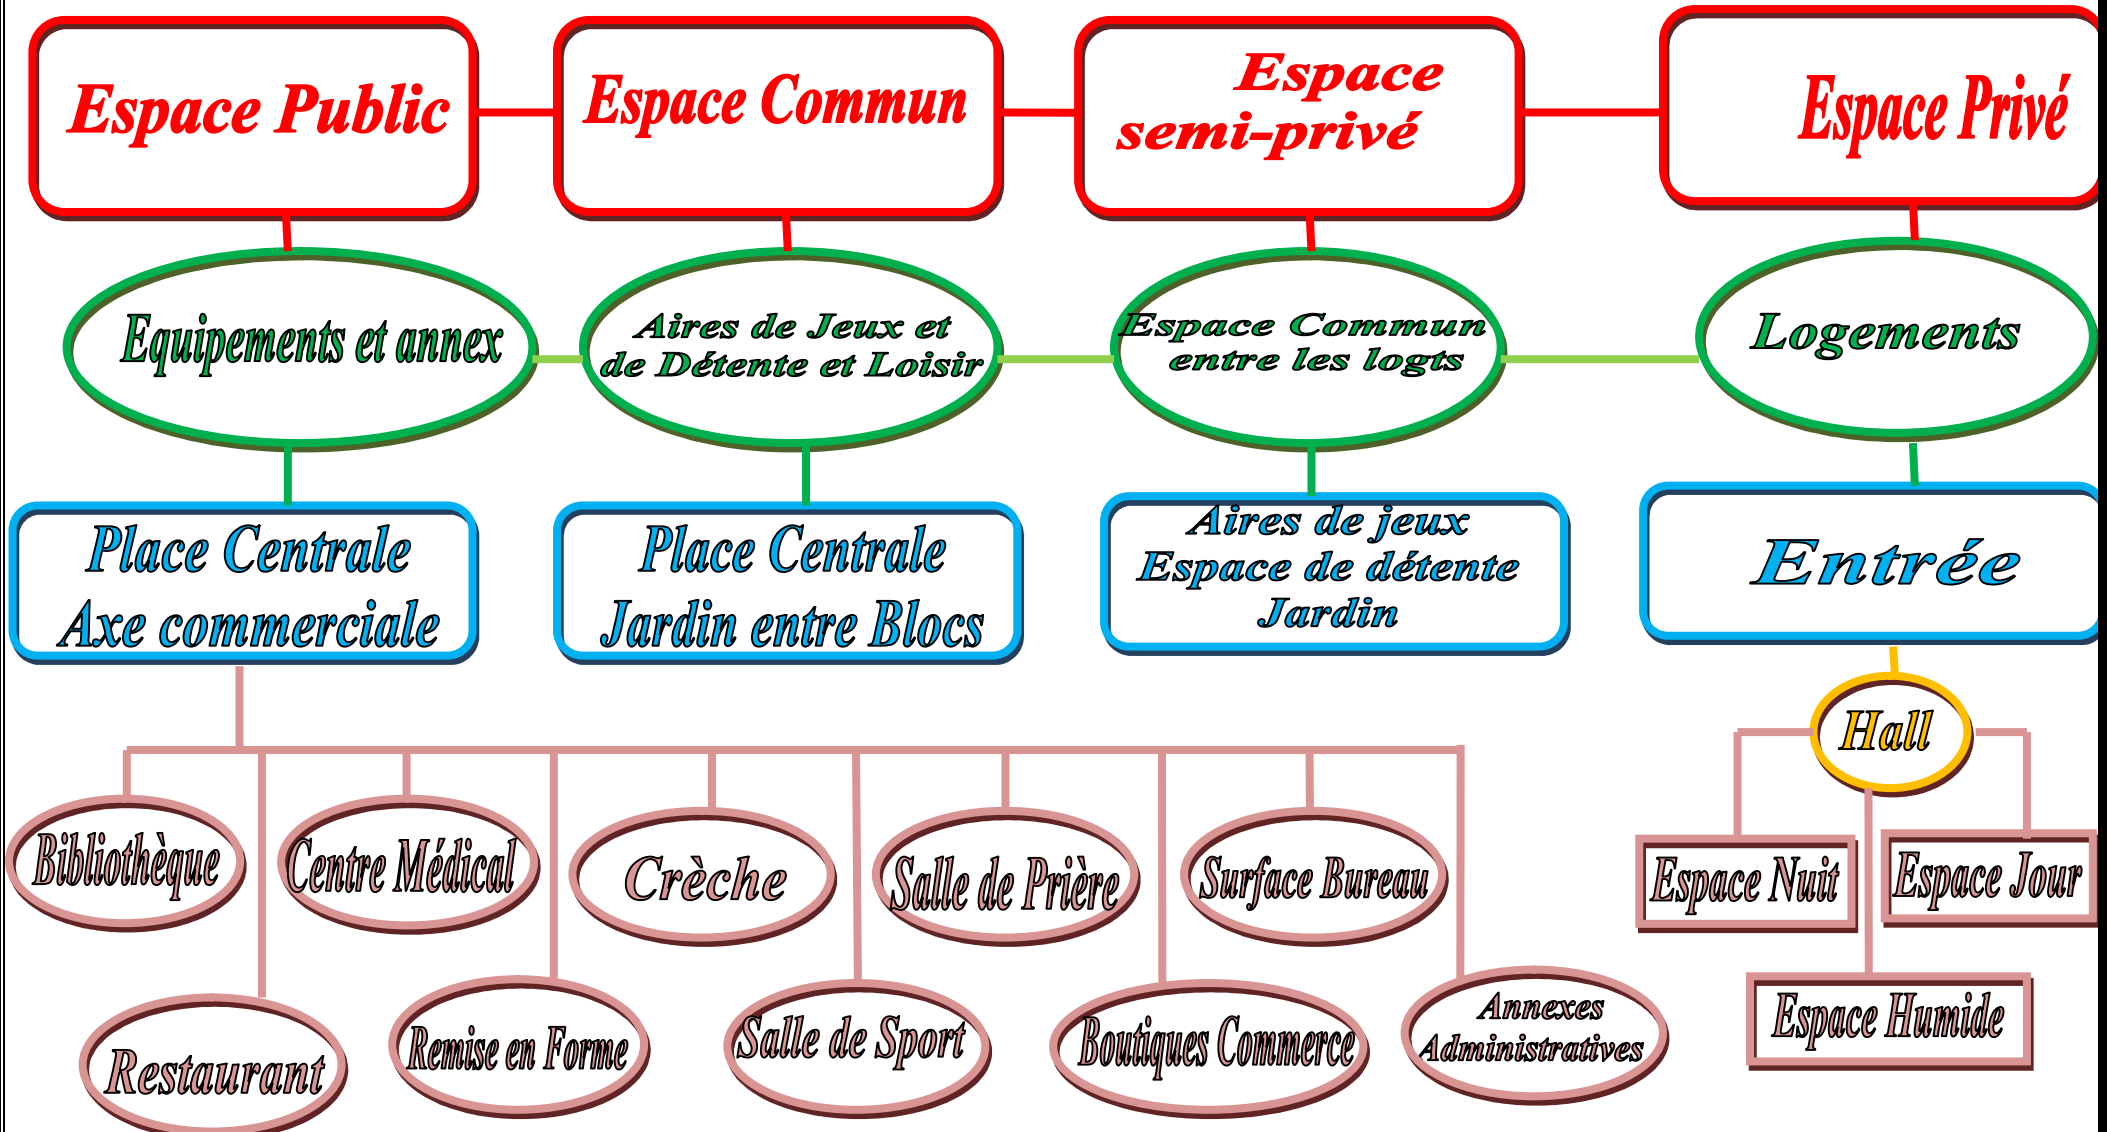 Espace Public
Espace Commun
Espace
semi-privé
Espace Privé
Equipements et annex
Aires de Jeux et
de Détente et Loisir
Espace Commun
entre les logts
Logements
Place Centrale
Axe commerciale
Place Centrale
Jardin entre Blocs
Aires de jeux
Espace de détente
Jardin
Entrée
Hall
Bibliothèque
Centre Médical
Crèche
Salle de Prière
Surface Bureau
Espace Nuit
Espace Jour
Restaurant
Remise en Forme
Salle de Sport
Boutiques Commerce
Annexes
Administratives
Espace Humide